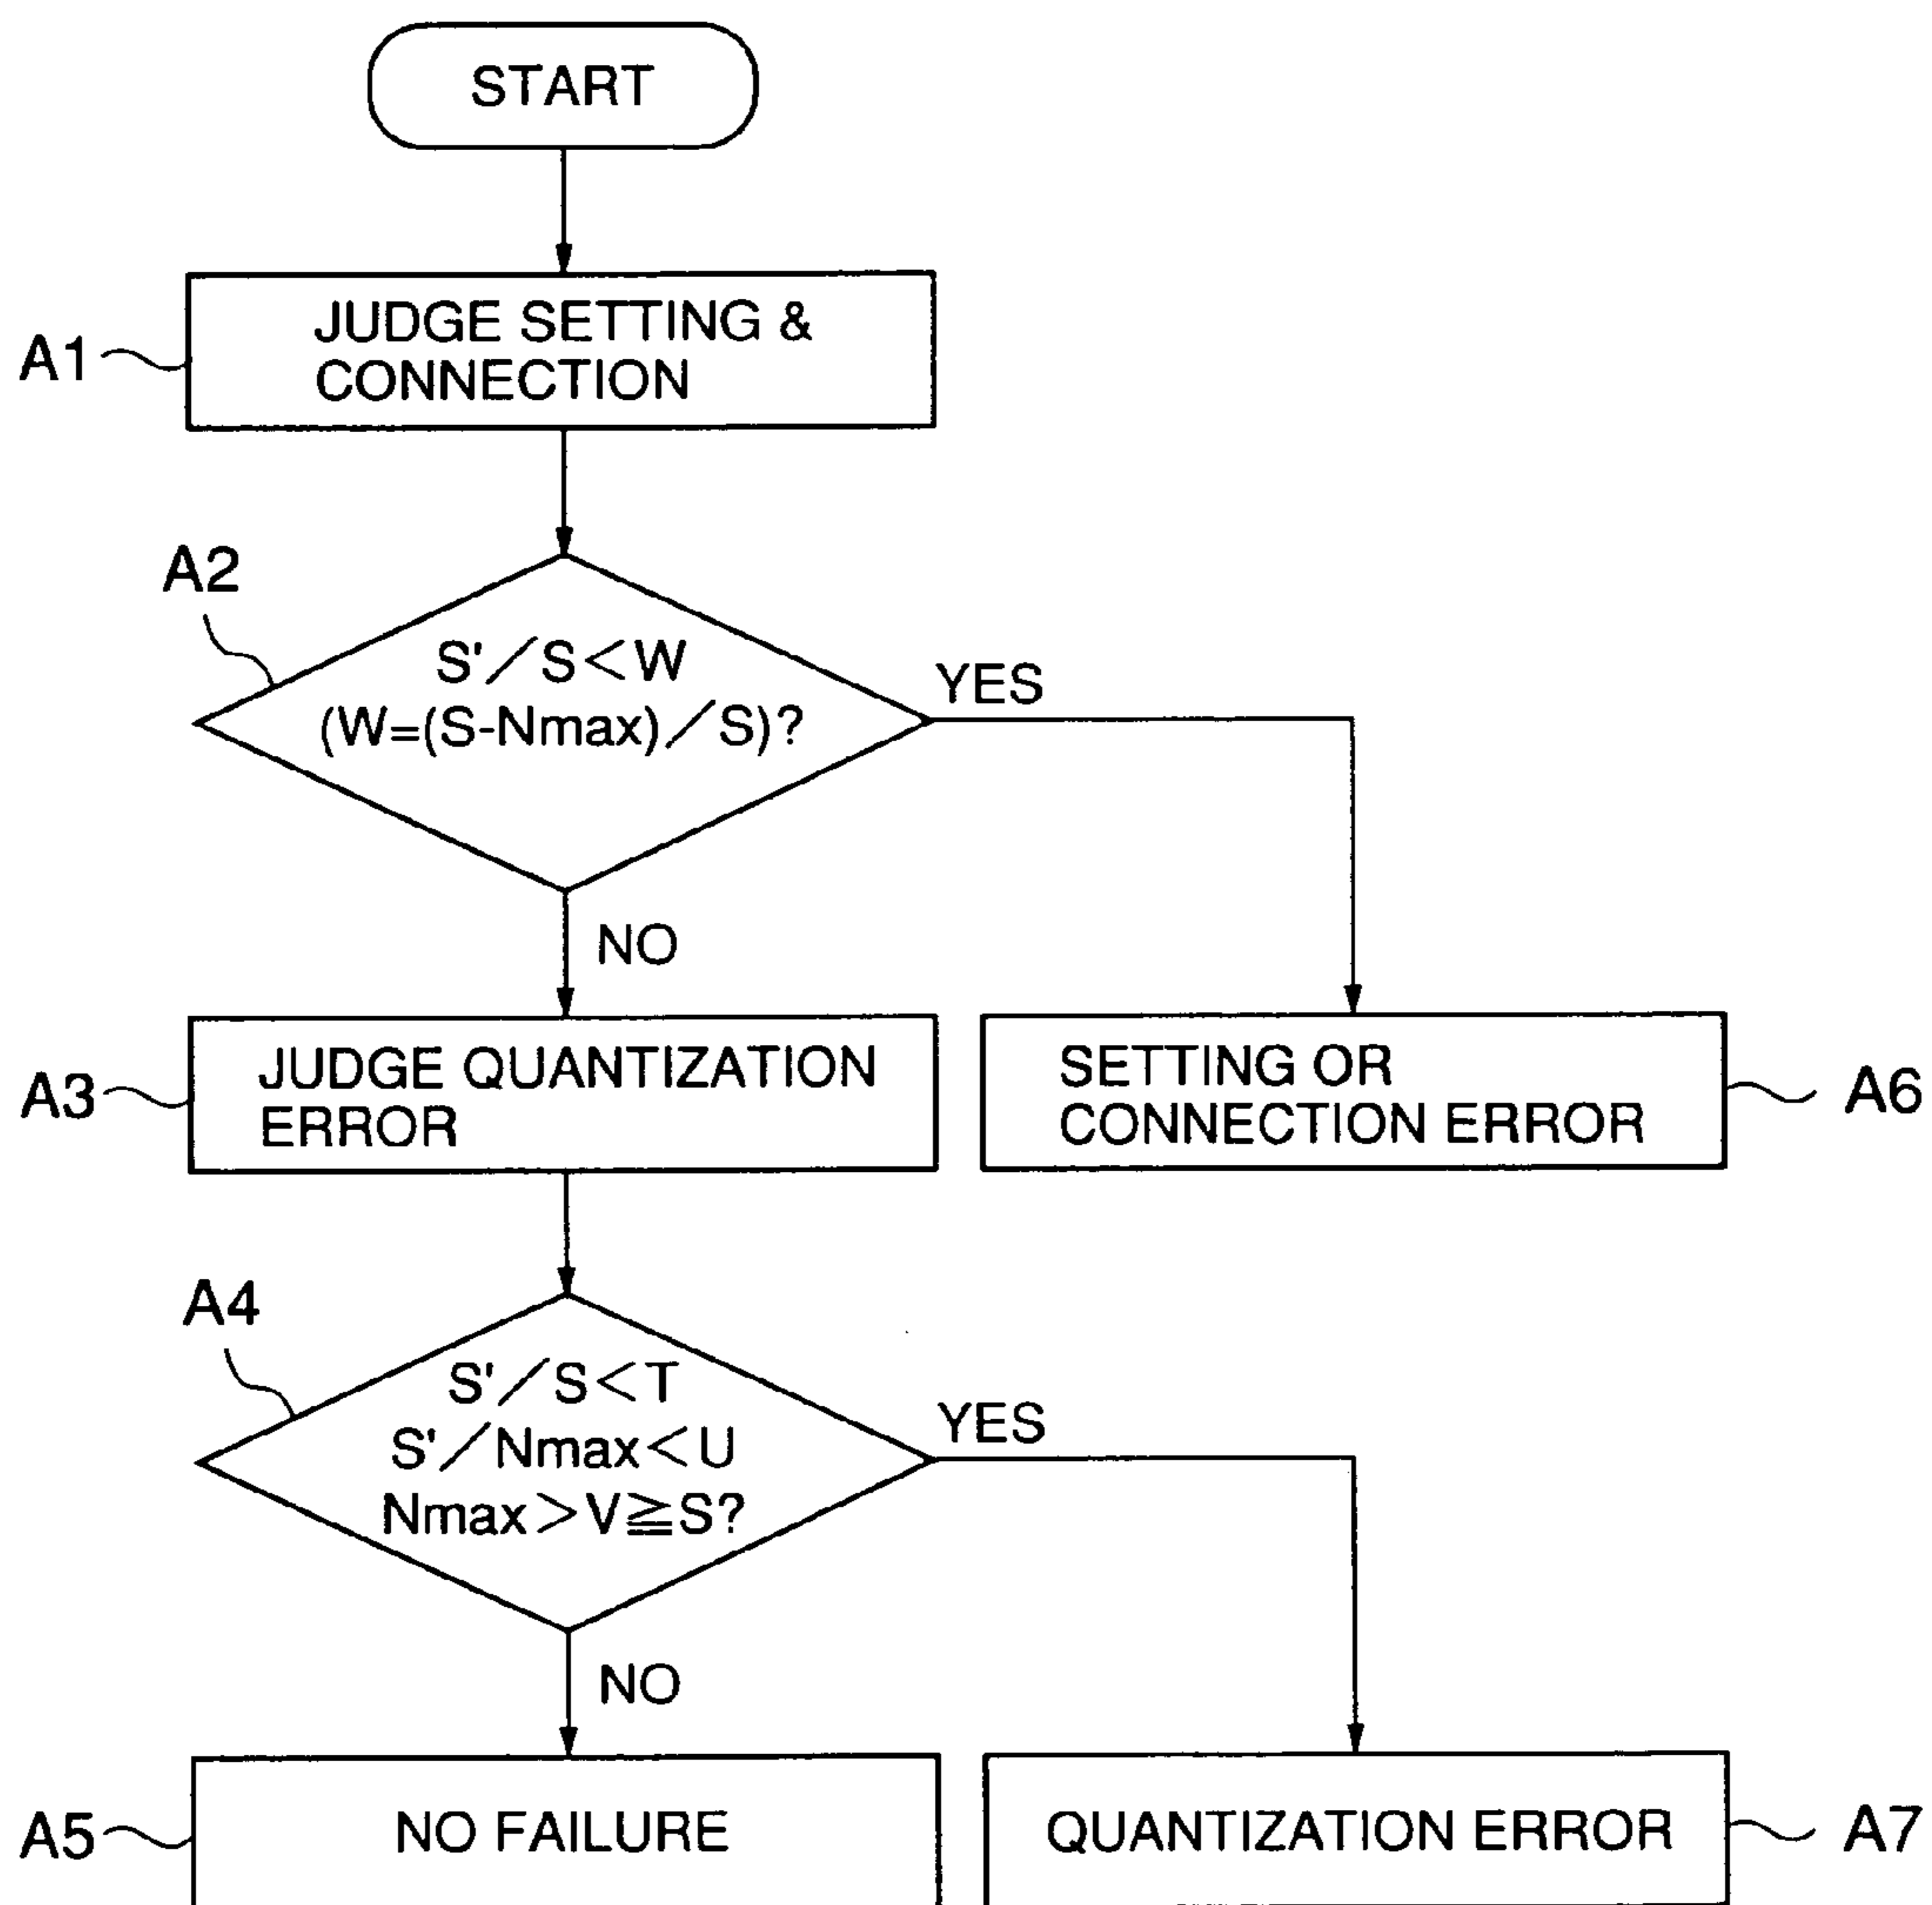 START
A1
JUDGE SETTING &
CONNECTION
A2
S'/S<W
(W=(S-Nmax)/S)?
YES
NO
A3
JUDGE QUANTIZATION
ERROR
SETTING OR
CONNECTION ERROR
A6
A4
S'/S<T
S'/Nmax<U
Nmax>V≧S?
YES
NO
A5
NO FAILURE
QUANTIZATION ERROR
A7